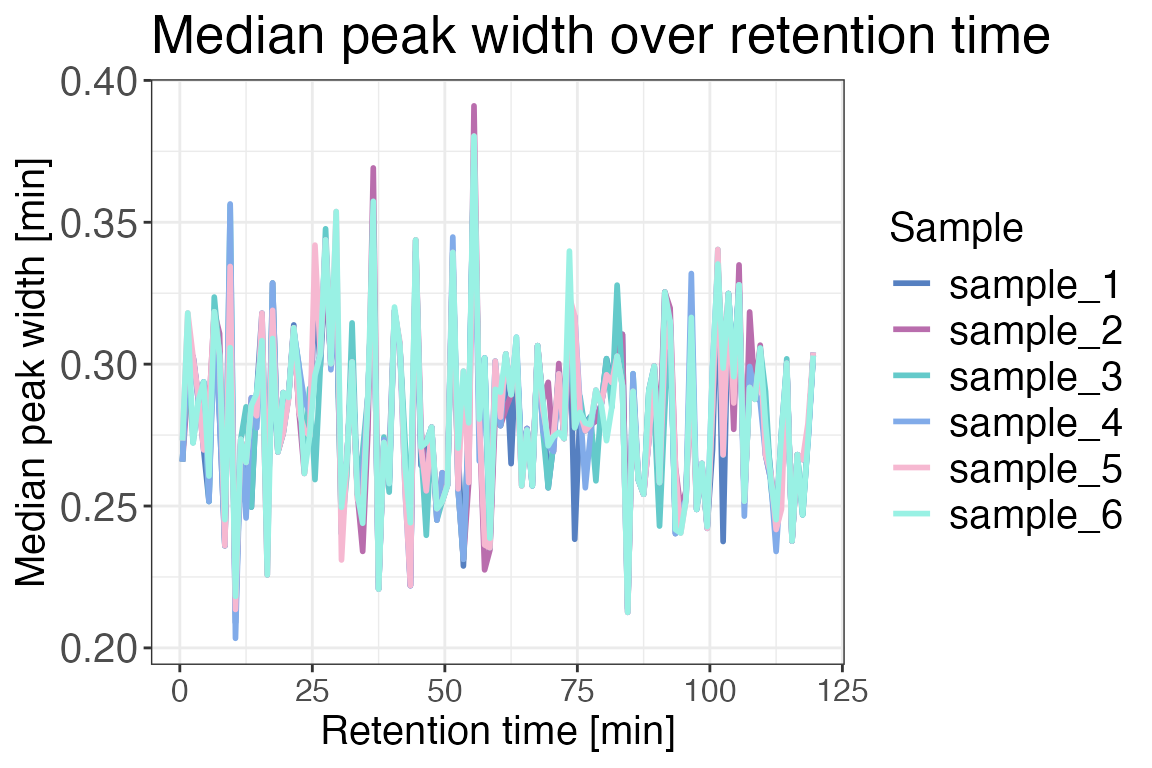 Median peak width over retention time
Median peak width [min]
0.40
0.35
0.30
0.25
0.20
0
25
50
75
100
125
Retention time [min]
Sample
sample_1
sample_2
sample_3
sample_4
sample_5
sample_6